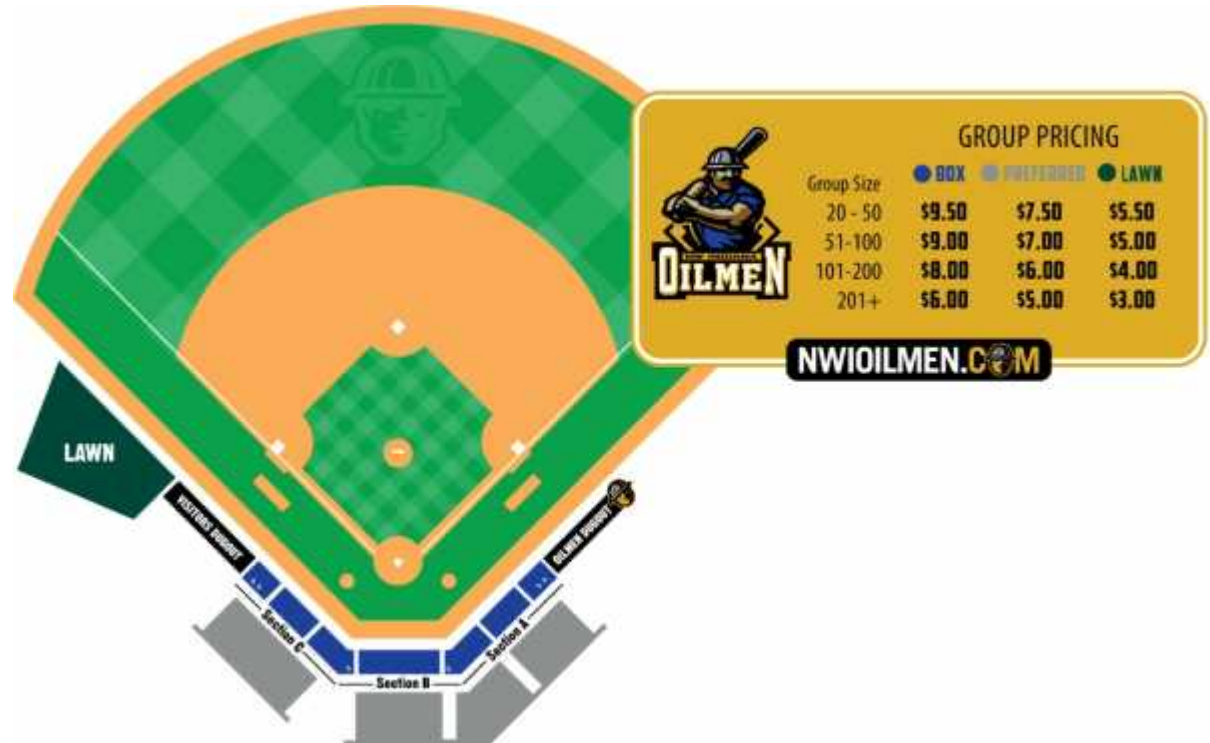 GROUP PRICING
Group Size BOX PREFERRED LAWN
20 - 50 $9.50 $7.50 $5.50
51-100 $9.00 $7.00 $5.00
101-200 $8.00 $6.00 $4.00
201+ $6.00 $5.00 $3.00
OILMEN
NWIOILMEN.COM
LAWN
VISITORS DUGOUT
OILMEN DUGOUT
Section C
Section A
Section B